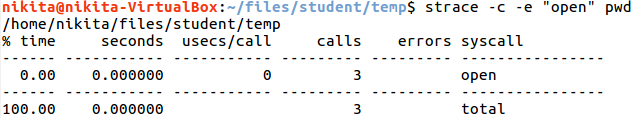 nikita@nikita-VirtualBox:~/files/student/temp$ strace -c -e "open" pwd
/home/nikita/files/student/temp
% time     seconds  usecs/call     calls    errors syscall
------ ----------- ----------- --------- --------- ----------------
  0.00    0.000000           0         3           open
------ ----------- ----------- --------- --------- ----------------
100.00    0.000000                     3           total